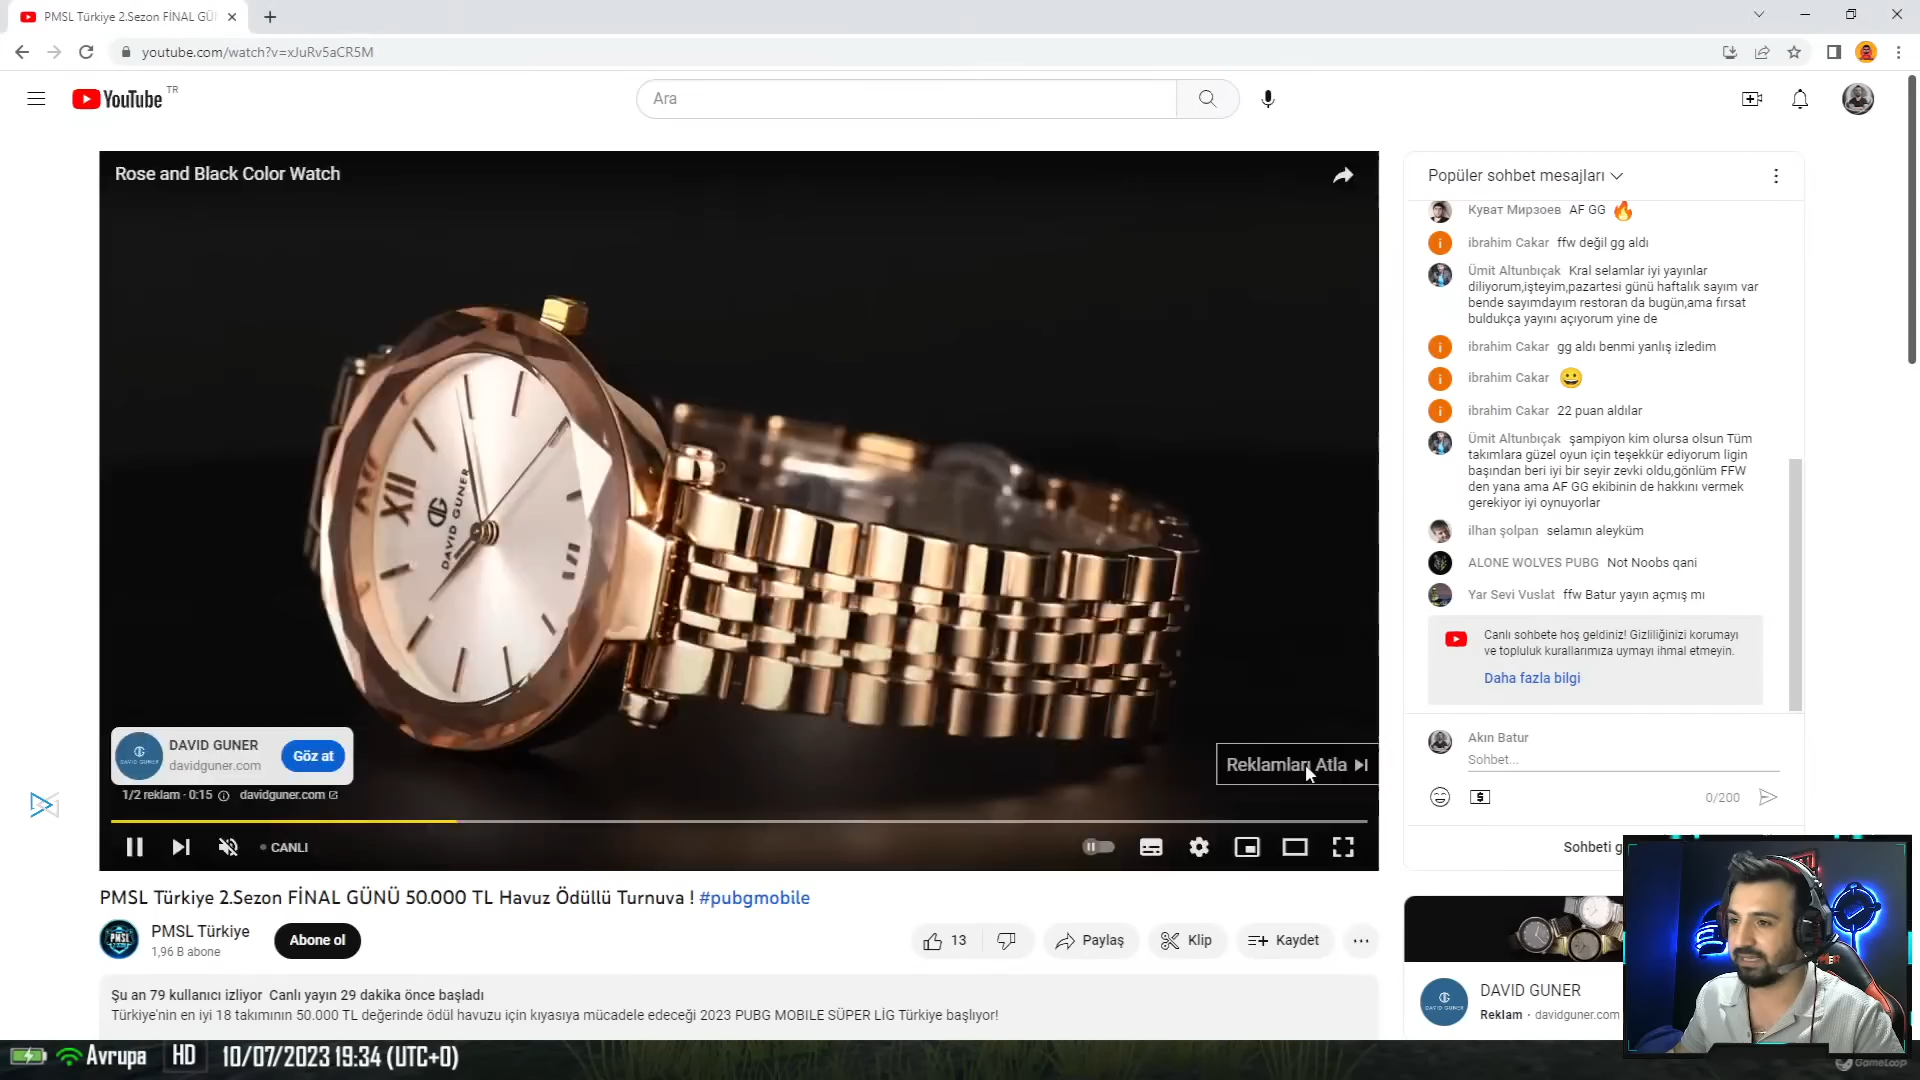 PMSL Türkiye 2.Sezon FİNAL GÜN
youtube.com/watch?v=xJuRv5aCR5M
YouTube TR
Ara
Rose and Black Color Watch
XII
DAVID GUNER
DAVID GUNER
davidguner.com
Göz at
Reklamları Atla
1/2 reklam · 0:15 davidguner.com
CANLI
PMSL Türkiye 2.Sezon FİNAL GÜNÜ 50.000 TL Havuz Ödüllü Turnuva ! #pubgmobile
PMSL
PMSL Türkiye
1,96 B abone
Abone ol
13
Paylaş
Klip
Kaydet
Şu an 79 kullanıcı izliyor Canlı yayın 29 dakika önce başladı
Türkiye'nin en iyi 18 takımının 50.000 TL değerinde ödül havuzu için kıyasıya mücadele edeceği 2023 PUBG MOBILE SÜPER LİG Türkiye başlıyor!
Popüler sohbet mesajları
Куват Мирзоев AF GG 🔥
ibrahim Cakar ffw değil gg aldı
Ümit Altunbıçak Kral selamlar iyi yayınlar
diliyorum,işteyim,pazartesi günü haftalık sayım var
bende sayımdayım restoran da bugün,ama fırsat
buldukça yayını açıyorum yine de
ibrahim Cakar gg aldı benmi yanlış izledim
ibrahim Cakar 😀
ibrahim Cakar 22 puan aldılar
Ümit Altunbıçak şampiyon kim olursa olsun Tüm
takımlara güzel oyun için teşekkür ediyorum ligin
başından beri iyi bir seyir zevki oldu,gönlüm FFW
den yana ama AF GG ekibinin de hakkını vermek
gerekiyor iyi oynuyorlar
ilhan şolpan selamın aleyküm
ALONE WOLVES PUBG Not Noobs qani
Yar Sevi Vuslat ffw Batur yayın açmış mı
Canlı sohbete hoş geldiniz! Gizliliğinizi korumayı
ve topluluk kurallarımıza uymayı ihmal etmeyin.
Daha fazla bilgi
Akın Batur
Sohbet...
0/200
Sohbeti g
DAVID GUNER
Reklam · davidguner.com
Avrupa HD 10/07/2023 19:34 (UTC+0)
GameLoop